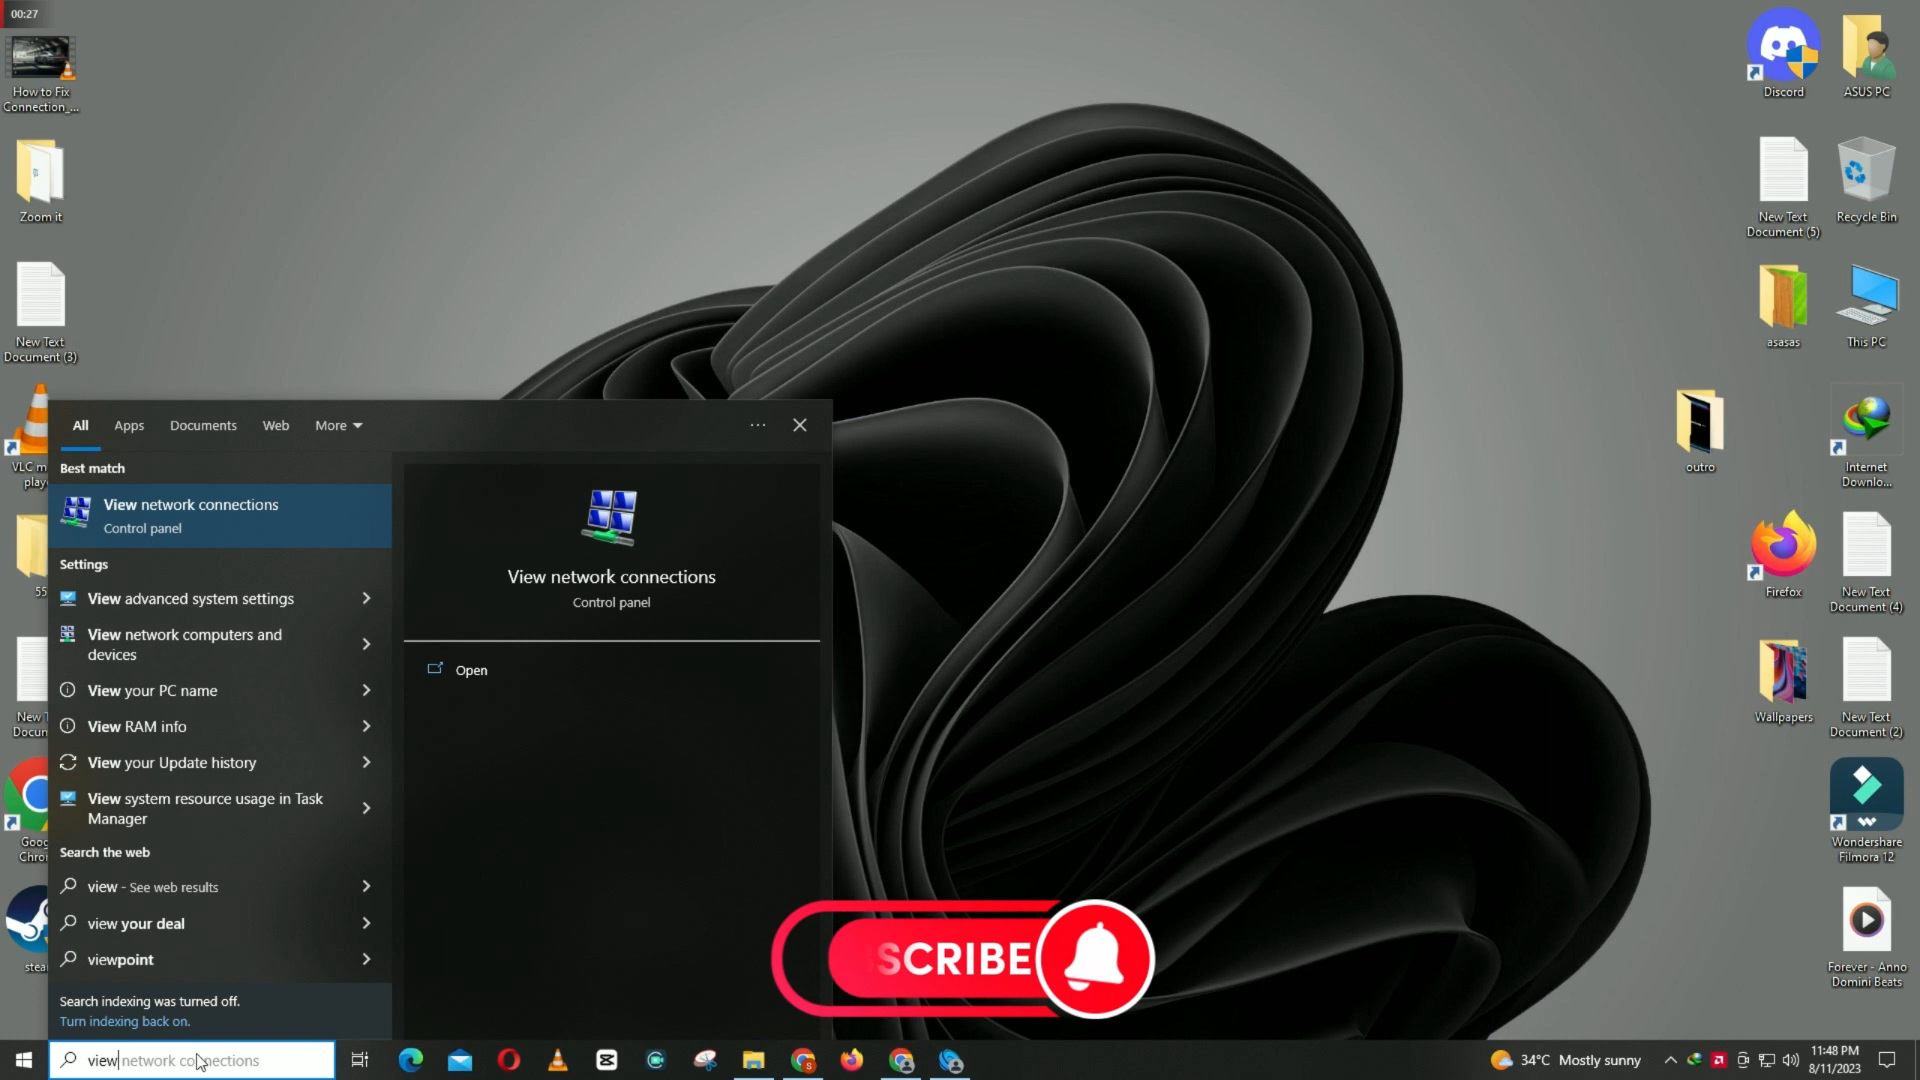 00:27
How to Fix
Connection_...
Zoom it
New Text
Document (3)
VLC m
play
55
New T
Docum
Goog
Chro
stea
Discord
ASUS PC
New Text
Document (5)
Recycle Bin
asasas
This PC
outro
Internet
Downlo...
Firefox
New Text
Document (4)
Wallpapers
New Text
Document (2)
Wondershare
Filmora 12
Forever - Anno
Domini Beats
All
Apps
Documents
Web
More
Best match
View network connections
Control panel
Settings
View advanced system settings
View network computers and
devices
View your PC name
View RAM info
View your Update history
View system resource usage in Task
Manager
Search the web
view - See web results
view your deal
viewpoint
Search indexing was turned off.
Turn indexing back on.
View network connections
Control panel
Open
SCRIBE
view network connections
34°C Mostly sunny
11:48 PM
8/11/2023